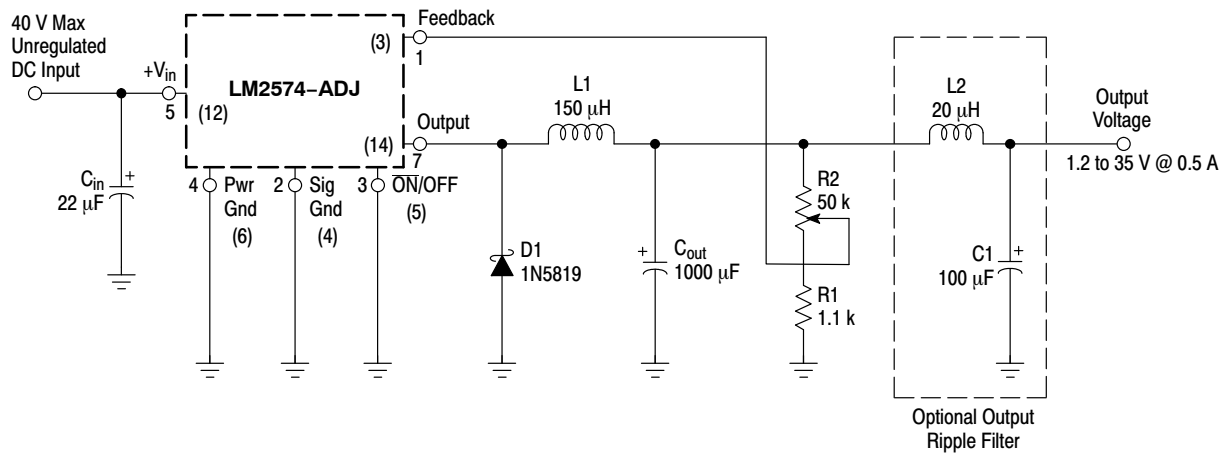 40 V Max
Unregulated
DC Input
+Vin
5
(12)
LM2574–ADJ
(3)
Feedback
1
(14)
Output
7
4
Pwr
Gnd
(6)
2
Sig
Gnd
(4)
3
ON/OFF
(5)
Cin
22 μF
+
L1
150 μH
D1
1N5819
+
Cout
1000 μF
R2
50 k
R1
1.1 k
L2
20 μH
C1
100 μF
+
Output
Voltage
1.2 to 35 V @ 0.5 A
Optional Output
Ripple Filter